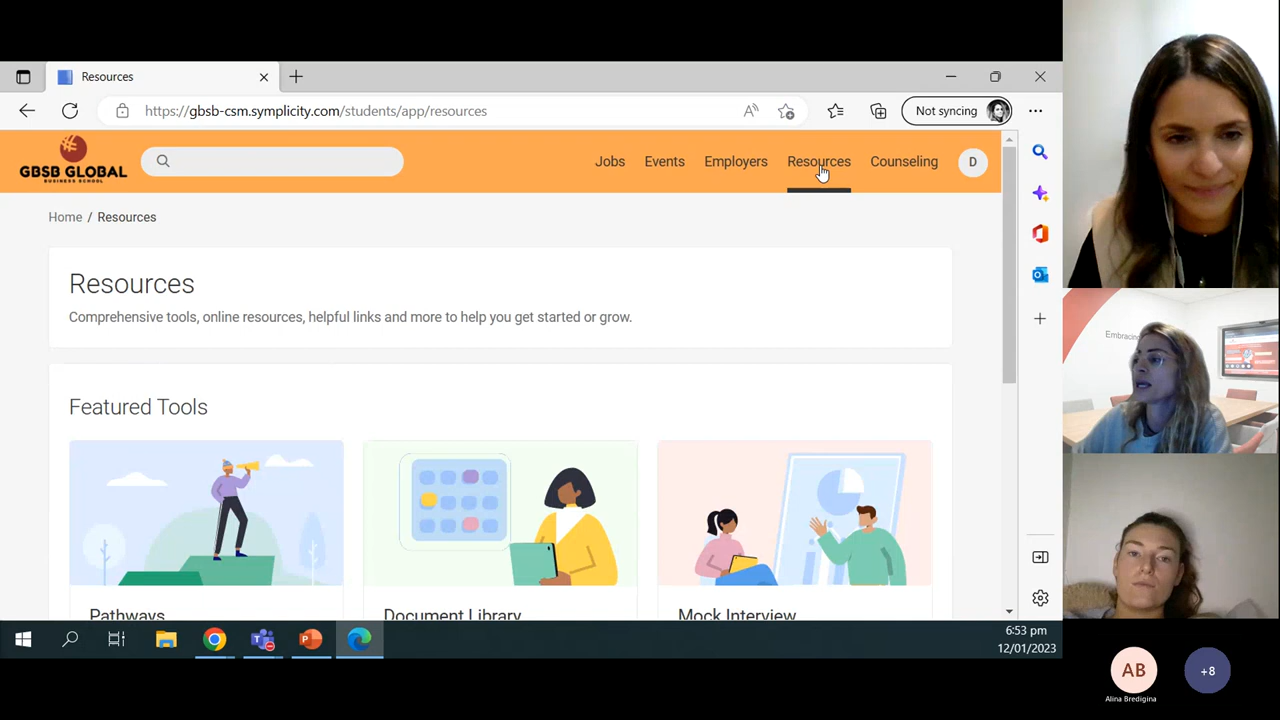 Resources
https://gbsb-csm.symplicity.com/students/app/resources
Not syncing
GBSB GLOBAL
BUSINESS SCHOOL
Jobs
Events
Employers
Resources
Counseling
D
Home / Resources
Resources
Comprehensive tools, online resources, helpful links and more to help you get started or grow.
Featured Tools
Pathways
Document Library
Mock Interview
6:53 pm
12/01/2023
Embracing
AB
Alina Bredigina
+8